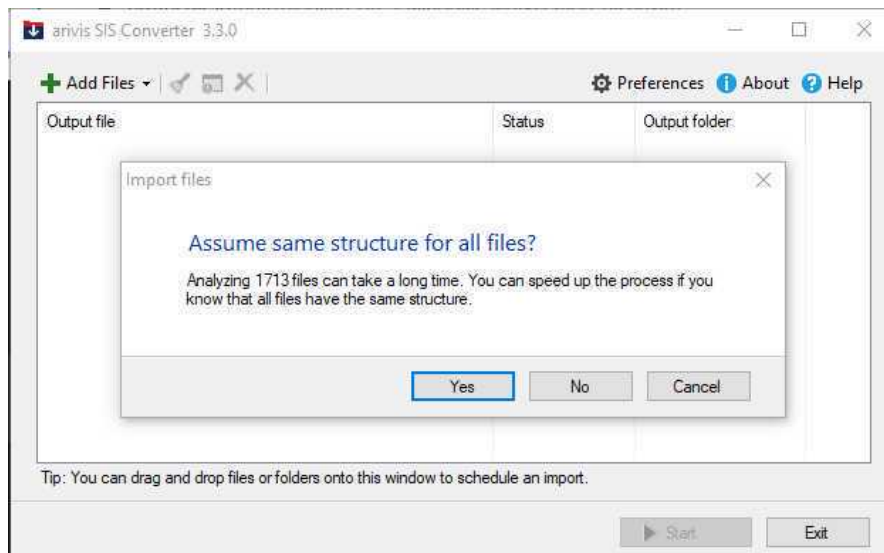 arivis SIS Converter 3.3.0
Add Files Preferences About Help
Output file Status Output folder
Import files
Assume same structure for all files?
Analyzing 1713 files can take a long time. You can speed up the process if you
know that all files have the same structure.
Yes No Cancel
Tip: You can drag and drop files or folders onto this window to schedule an import.
Start Exit